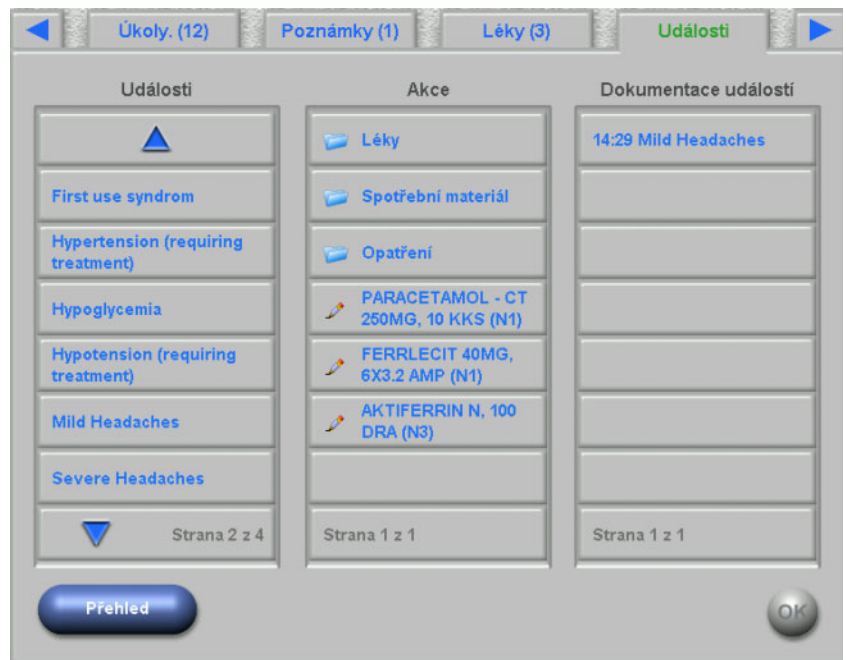 Úkoly. (12)
Poznámky (1)
Léky (3)
Události
Události
First use syndrom
Hypertension (requiring
treatment)
Hypoglycemia
Hypotension (requiring
treatment)
Mild Headaches
Severe Headaches
Strana 2 z 4
Akce
Léky
Spotřební materiál
Opatření
PARACETAMOL - CT
250MG, 10 KKS (N1)
FERRLECIT 40MG,
6X3.2 AMP (N1)
AKTIFERRIN N, 100
DRA (N3)
Strana 1 z 1
Dokumentace událostí
14:29 Mild Headaches
Strana 1 z 1
Přehled
OK